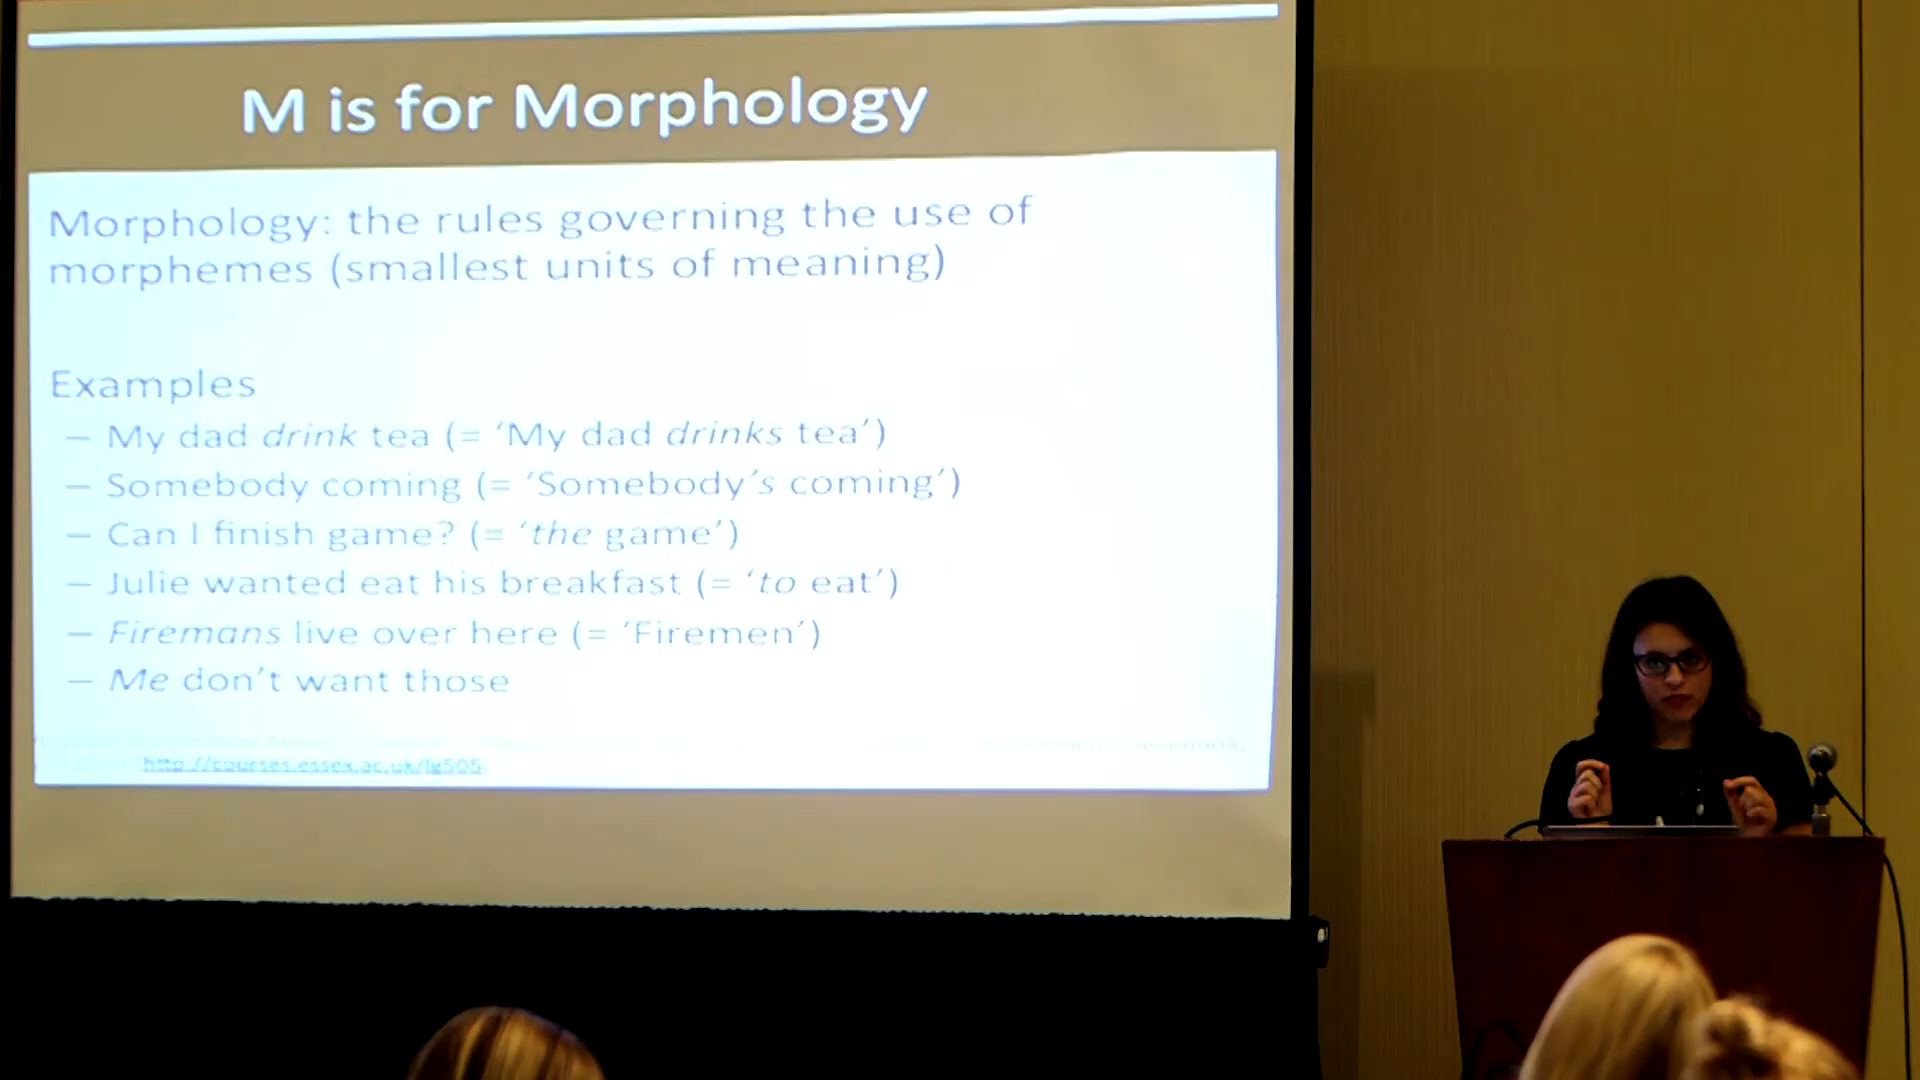 M is for Morphology
Morphology: the rules governing the use of
morphemes (smallest units of meaning)
Examples
– My dad drink tea (= ‘My dad drinks tea’)
– Somebody coming (= ‘Somebody’s coming’)
– Can I finish game? (= ‘the game’)
– Julie wanted eat his breakfast (= ‘to eat’)
– Firemans live over here (= ‘Firemen’)
– Me don’t want those
http://courses.essex.ac.uk/lg505